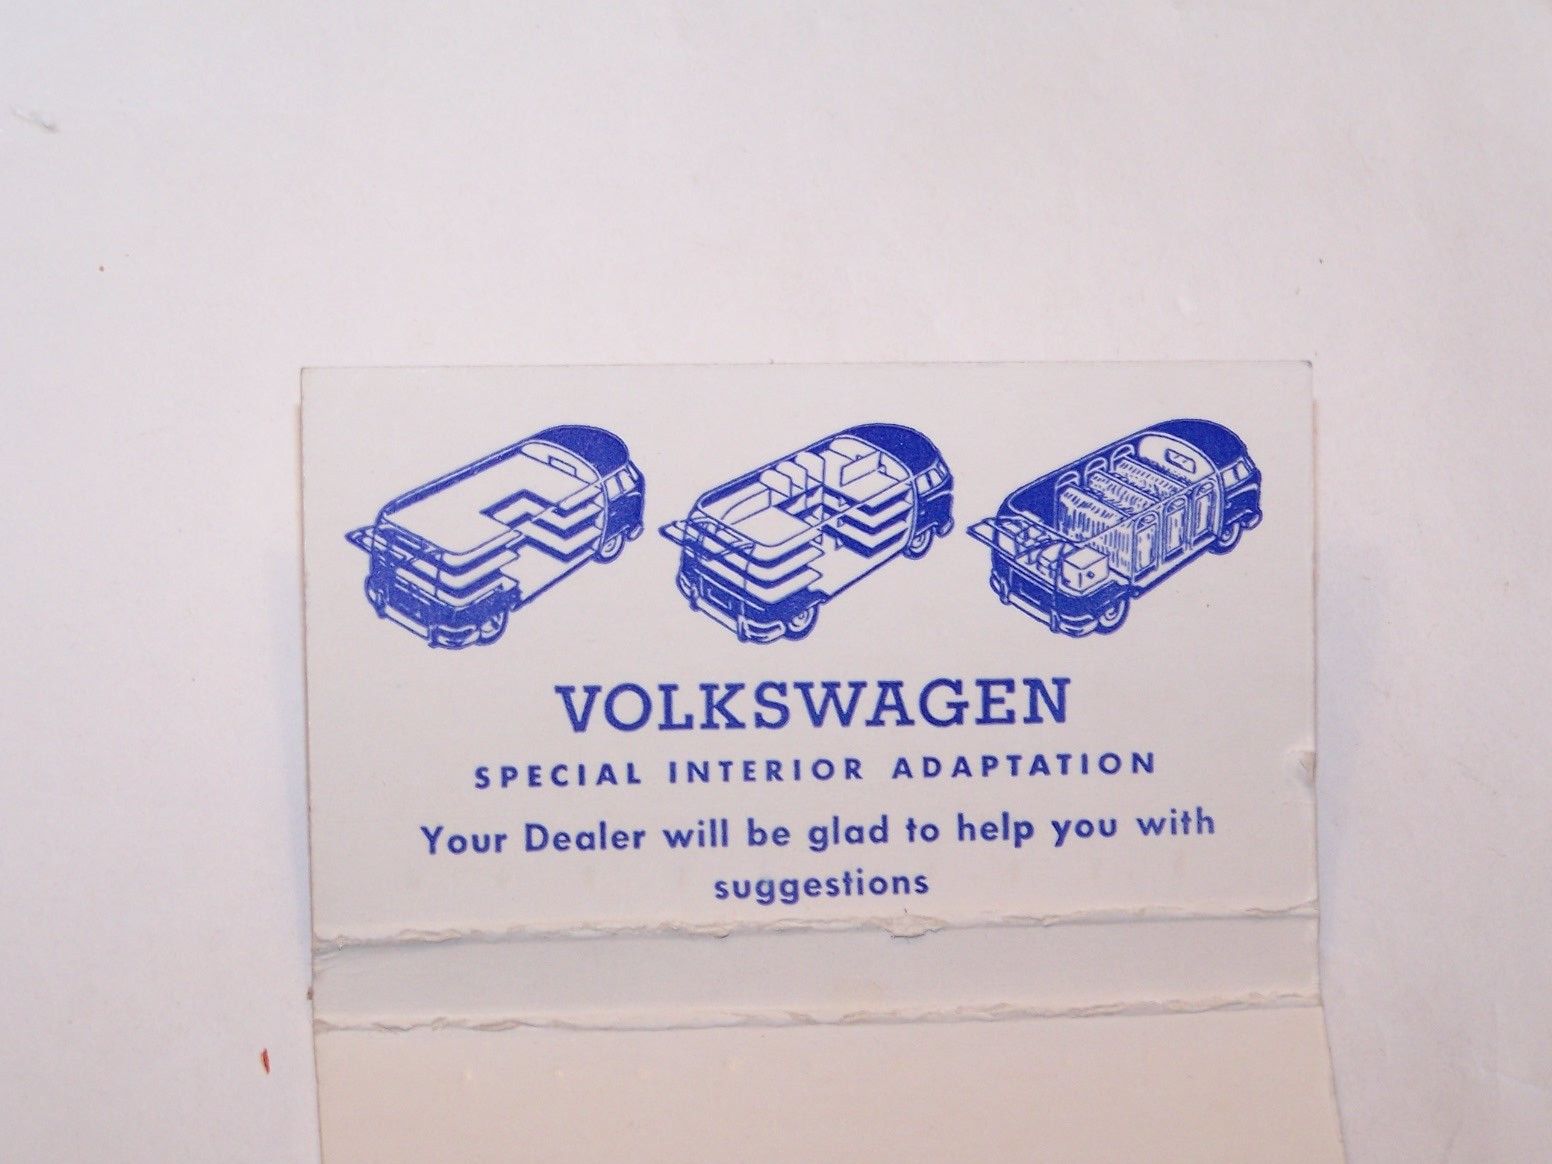 VOLKSWAGEN
SPECIAL INTERIOR ADAPTATION
Your Dealer will be glad to help you with
suggestions